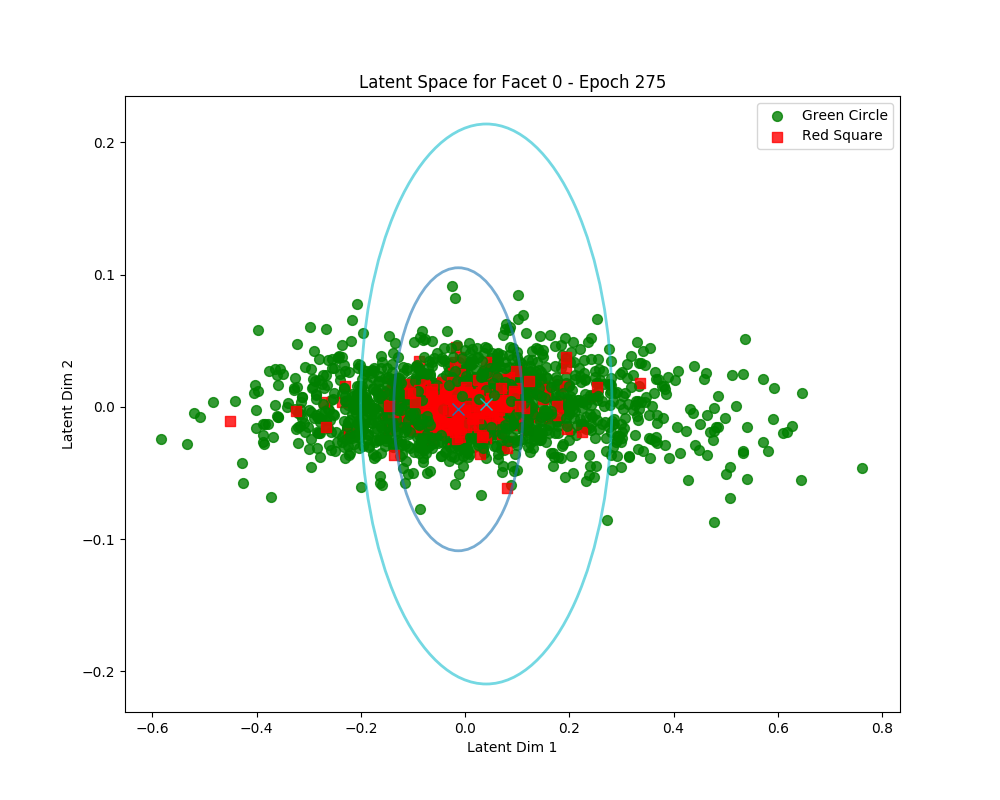 Latent Space for Facet 0 - Epoch 275
Green Circle
Red Square
0.2
0.1
0.0
−0.1
−0.2
Latent Dim 2
−0.6 −0.4 −0.2 0.0 0.2 0.4 0.6 0.8
Latent Dim 1